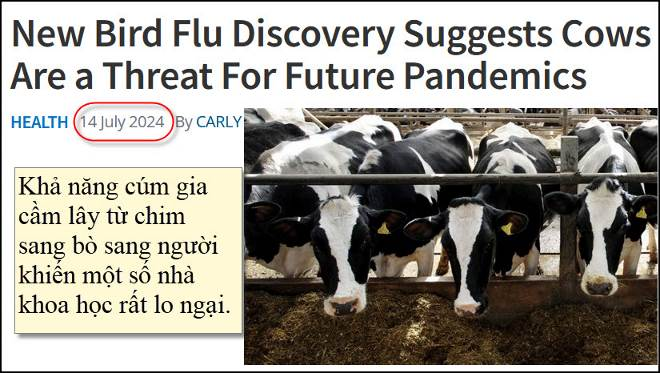 New Bird Flu Discovery Suggests Cows
Are a Threat For Future Pandemics
HEALTH 14 July 2024 By CARLY
Khả năng cúm gia
cầm lây từ chim
sang bò sang người
khiến một số nhà
khoa học rất lo ngại.